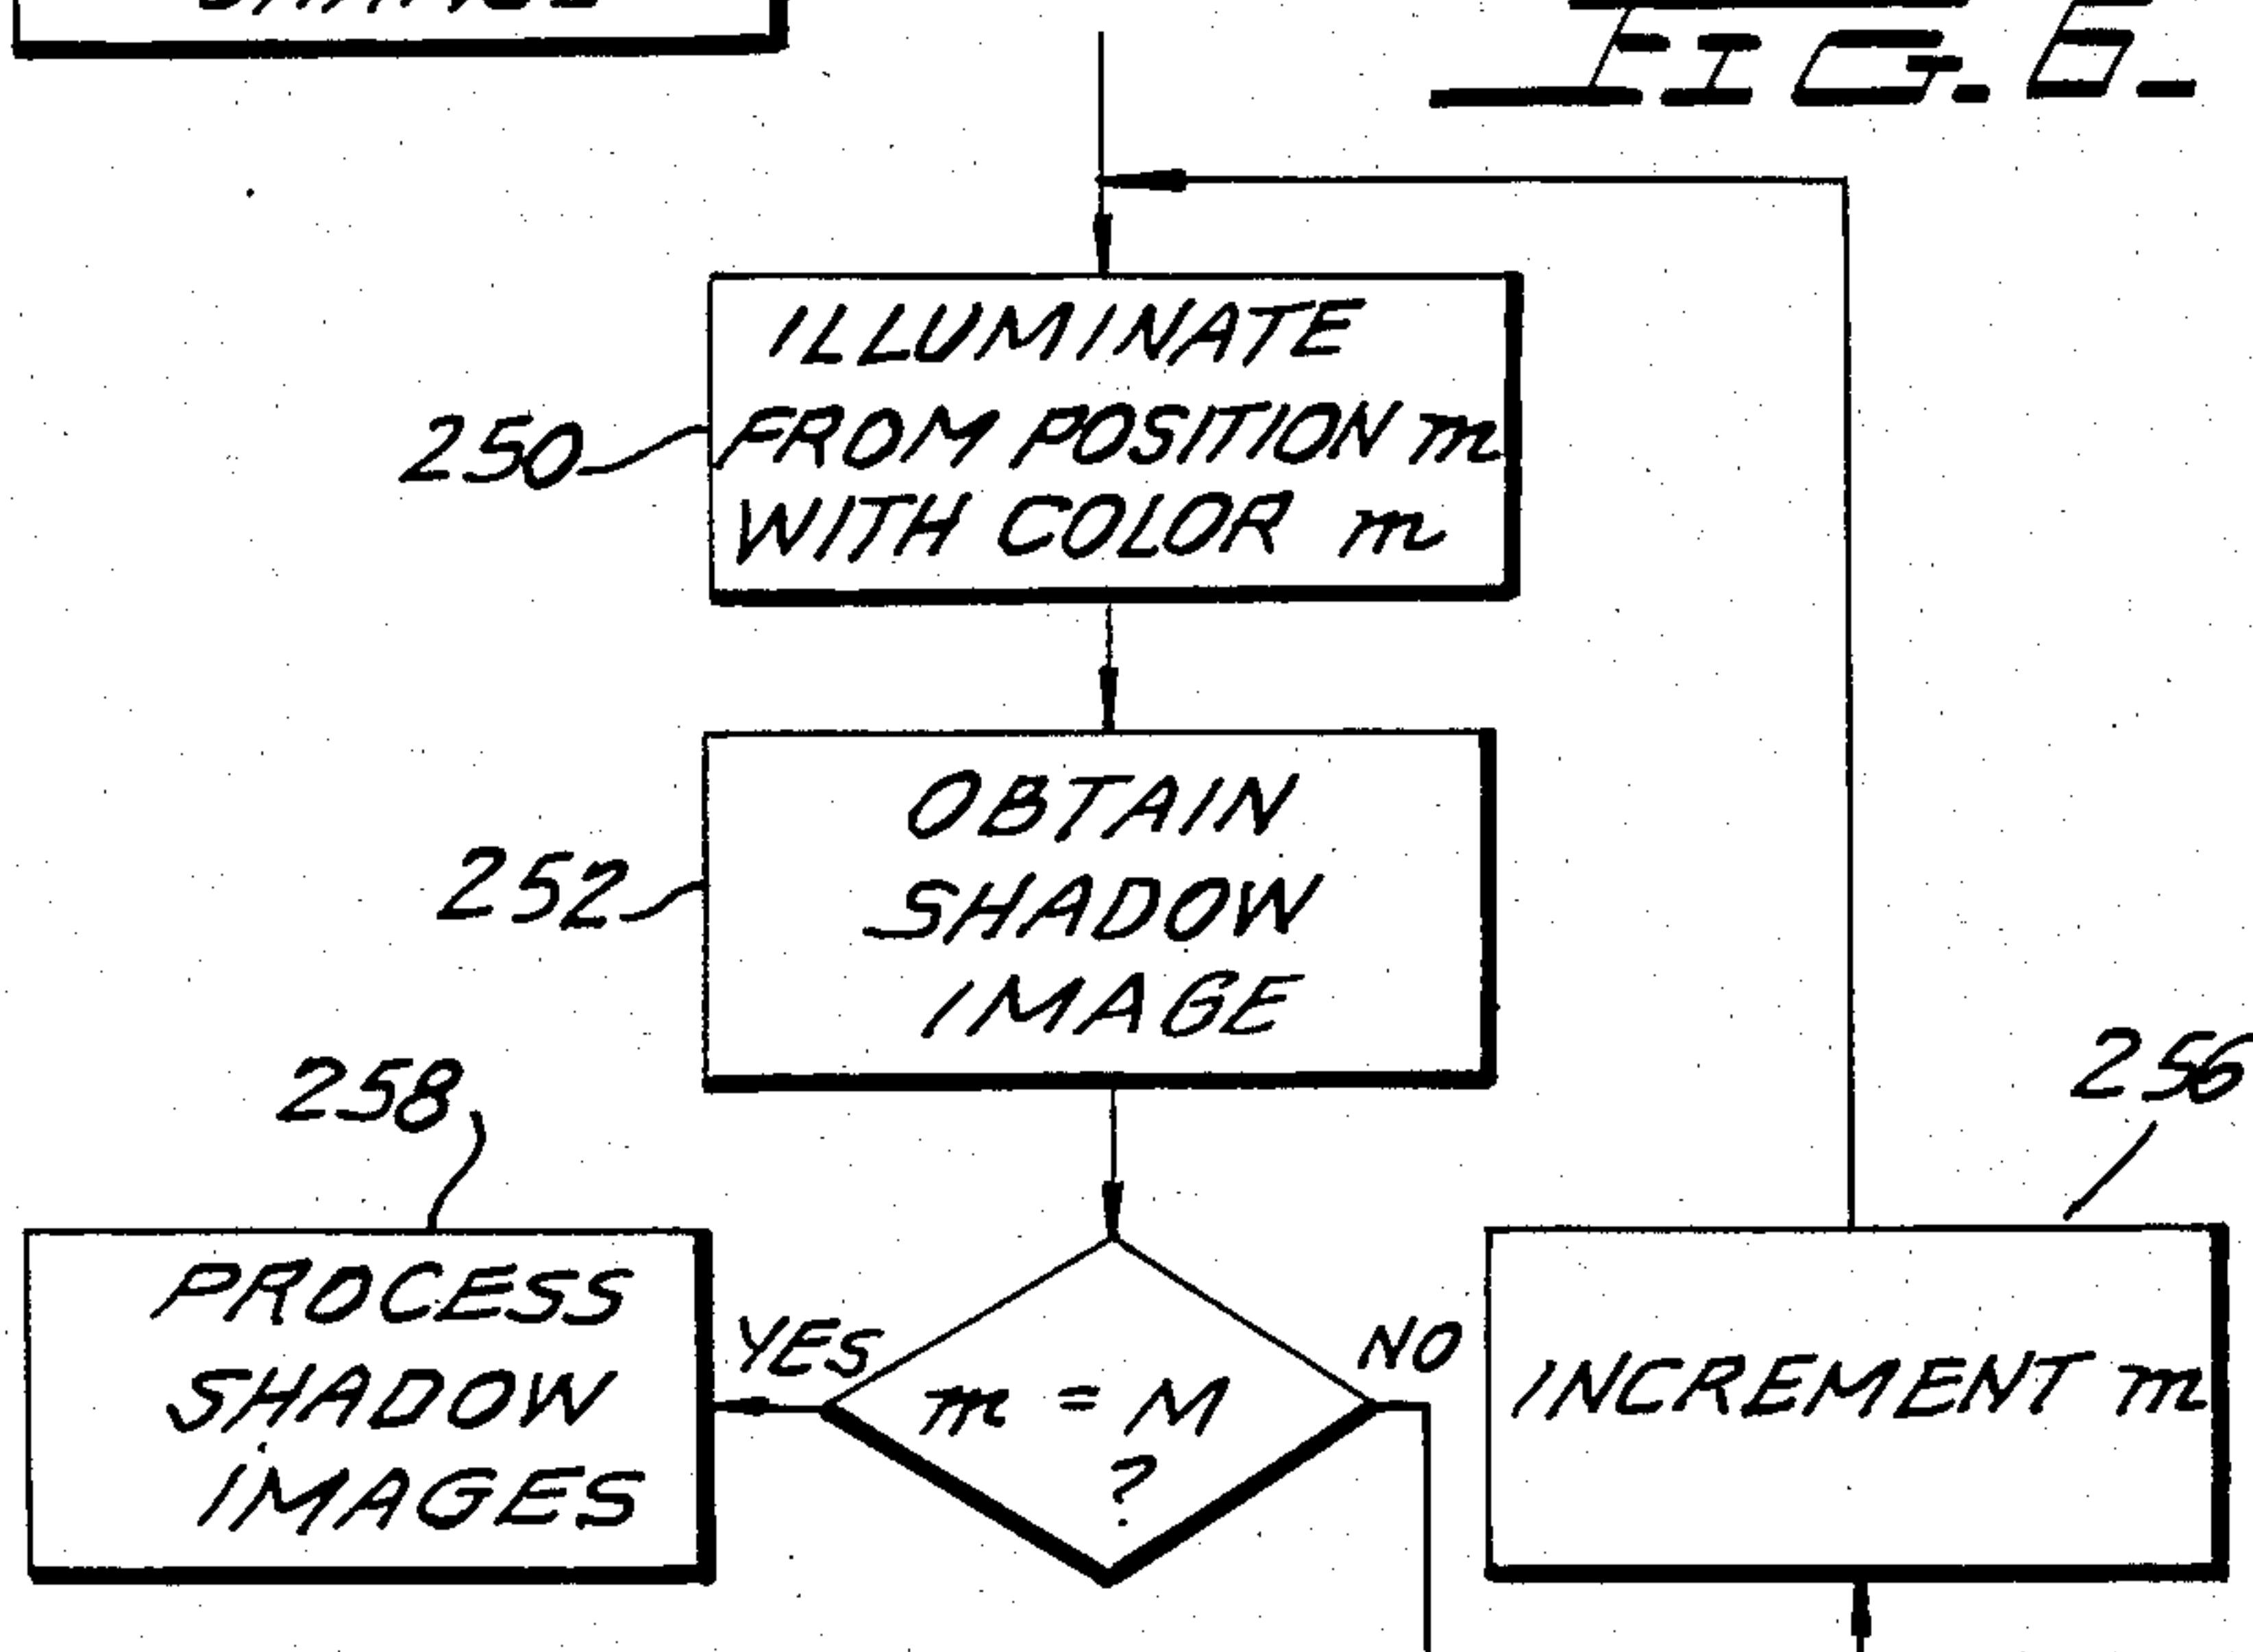 FIG. 6
ILLUMINATE
FROM POSITION m
WITH COLOR m
250
OBTAIN
SHADOW
IMAGE
252
258
256
PROCESS
SHADOW
IMAGES
YES
m = M
?
NO
INCREMENT m